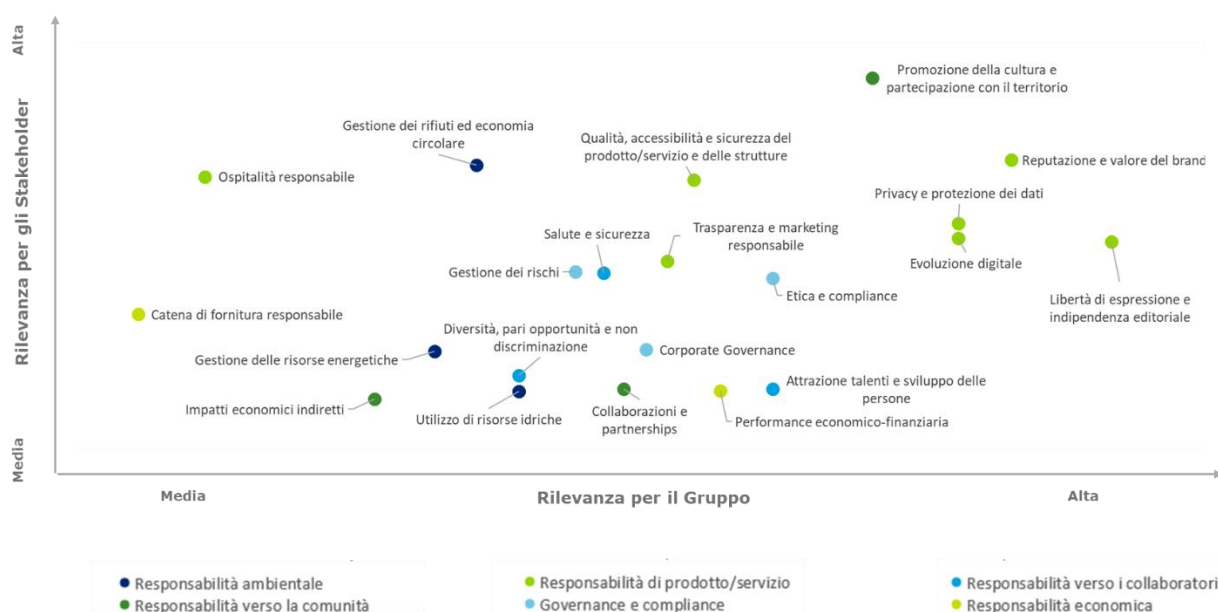 Alta
Rilevanza per gli Stakeholder
Media
Promozione della cultura e
partecipazione con il territorio
Gestione dei rifiuti ed economia
circolare
Qualità, accessibilità e sicurezza del
prodotto/servizio e delle strutture
Reputazione e valore del brand
Ospitalità responsabile
Privacy e protezione dei dati
Salute e sicurezza
Trasparenza e marketing
responsabile
Evoluzione digitale
Gestione dei rischi
Etica e compliance
Libertà di espressione e
indipendenza editoriale
Catena di fornitura responsabile
Diversità, pari opportunità e non
discriminazione
Gestione delle risorse energetiche
Corporate Governance
Impatti economici indiretti
Utilizzo di risorse idriche
Collaborazioni e
partnerships
Attrazione talenti e sviluppo delle
persone
Performance economico-finanziaria
Media
Rilevanza per il Gruppo
Alta
Responsabilità ambientale
Responsabilità verso la comunità
Responsabilità di prodotto/servizio
Governance e compliance
Responsabilità verso i collaboratori
Responsabilità economica